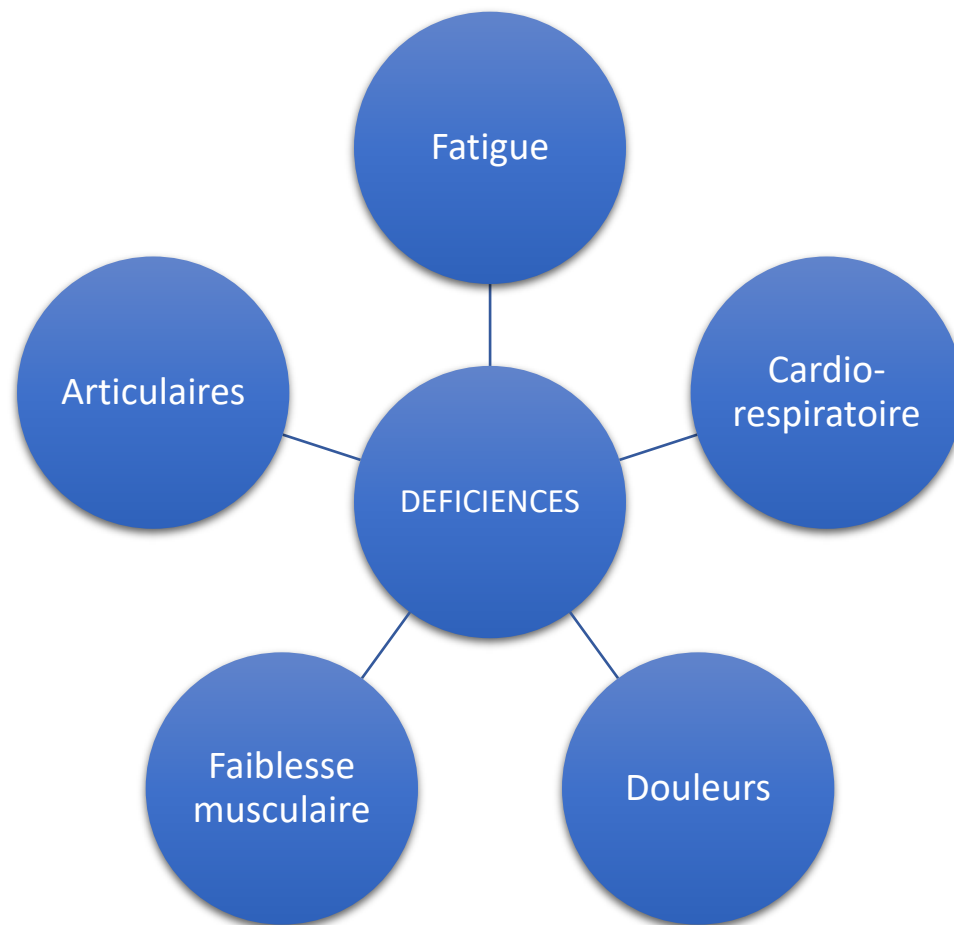 Fatigue
Cardio-
respiratoire
Articulaires
DEFICIENCES
Faiblesse
musculaire
Douleurs